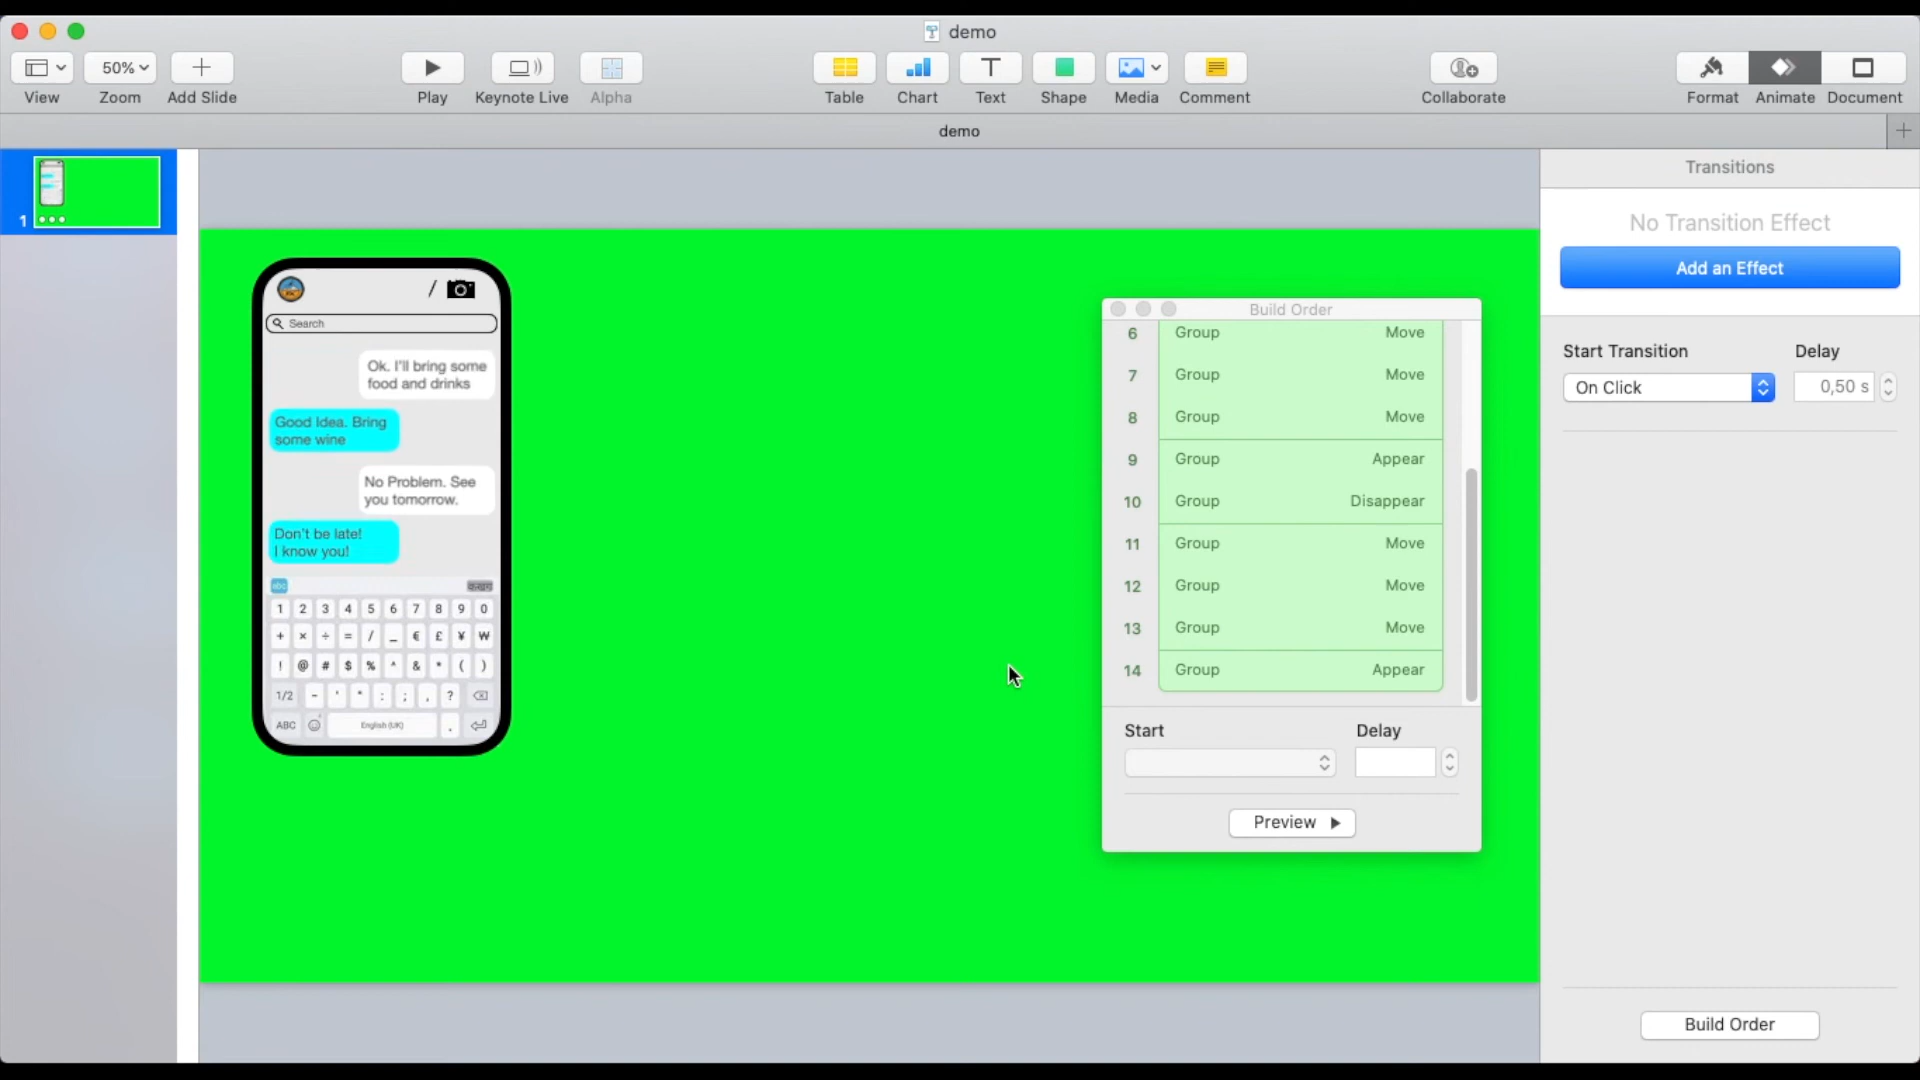 demo
50%
View
Zoom
Add Slide
Play
Keynote Live
Alpha
Table
Chart
Text
Shape
Media
Comment
Collaborate
Format
Animate
Document
demo
1
Transitions
No Transition Effect
Add an Effect
Start Transition
Delay
On Click
0,50 s
Search
Ok. I'll bring some
food and drinks
Good Idea. Bring
some wine
No Problem. See
you tomorrow.
Don't be late!
I know you!
abc
1 2 3 4 5 6 7 8 9 0
+ × ÷ = / _ € £ ¥ ₩
! @ # $ % ^ & * ( )
1/2 - ' " : ; , ?
ABC English (UK) .
Build Order
6 Group Move
7 Group Move
8 Group Move
9 Group Appear
10 Group Disappear
11 Group Move
12 Group Move
13 Group Move
14 Group Appear
Start
Delay
Preview
Build Order